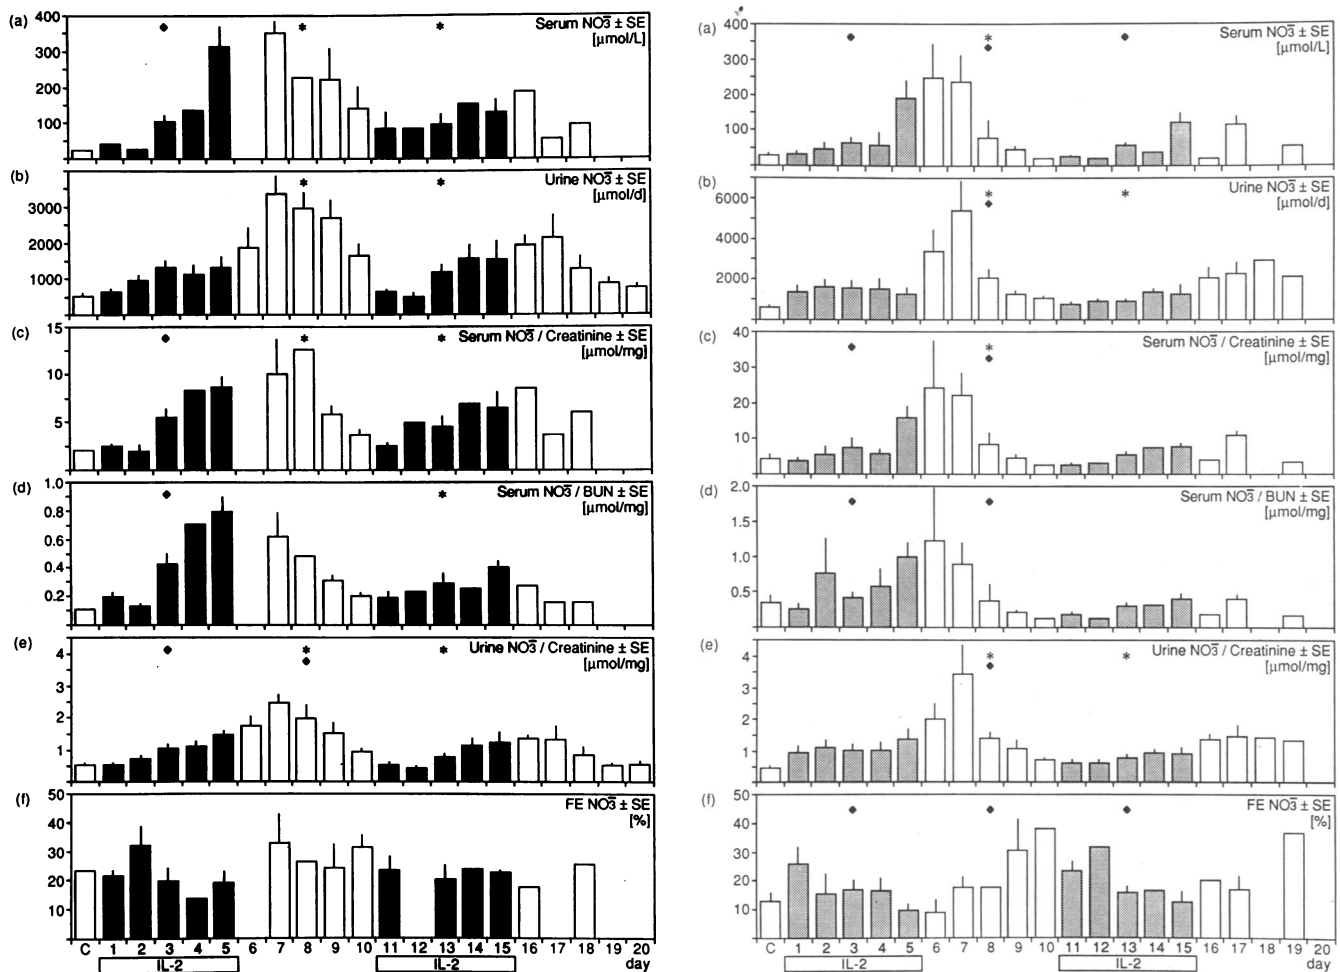 (a) Serum NO₃⁻ ± SE
[µmol/L]
400
300
200
100
(b) Urine NO₃⁻ ± SE
[µmol/d]
3000
2000
1000
(c) Serum NO₃⁻ / Creatinine ± SE
[µmol/mg]
15
10
5
(d) Serum NO₃⁻ / BUN ± SE
[µmol/mg]
1.0
0.8
0.6
0.4
0.2
(e) Urine NO₃⁻ / Creatinine ± SE
[µmol/mg]
4
3
2
1
(f) FE NO₃⁻ ± SE
[%]
50
40
30
20
10
C 1 2 3 4 5 6 7 8 9 10 11 12 13 14 15 16 17 18 19 20
IL-2 IL-2 day
(a) Serum NO₃⁻ ± SE
[µmol/L]
400
300
200
100
(b) Urine NO₃⁻ ± SE
[µmol/d]
6000
4000
2000
(c) Serum NO₃⁻ / Creatinine ± SE
[µmol/mg]
40
30
20
10
(d) Serum NO₃⁻ / BUN ± SE
[µmol/mg]
2.0
1.5
1.0
0.5
(e) Urine NO₃⁻ / Creatinine ± SE
[µmol/mg]
4
3
2
1
(f) FE NO₃⁻ ± SE
[%]
50
40
30
20
10
C 1 2 3 4 5 6 7 8 9 10 11 12 13 14 15 16 17 18 19 20
IL-2 IL-2 day